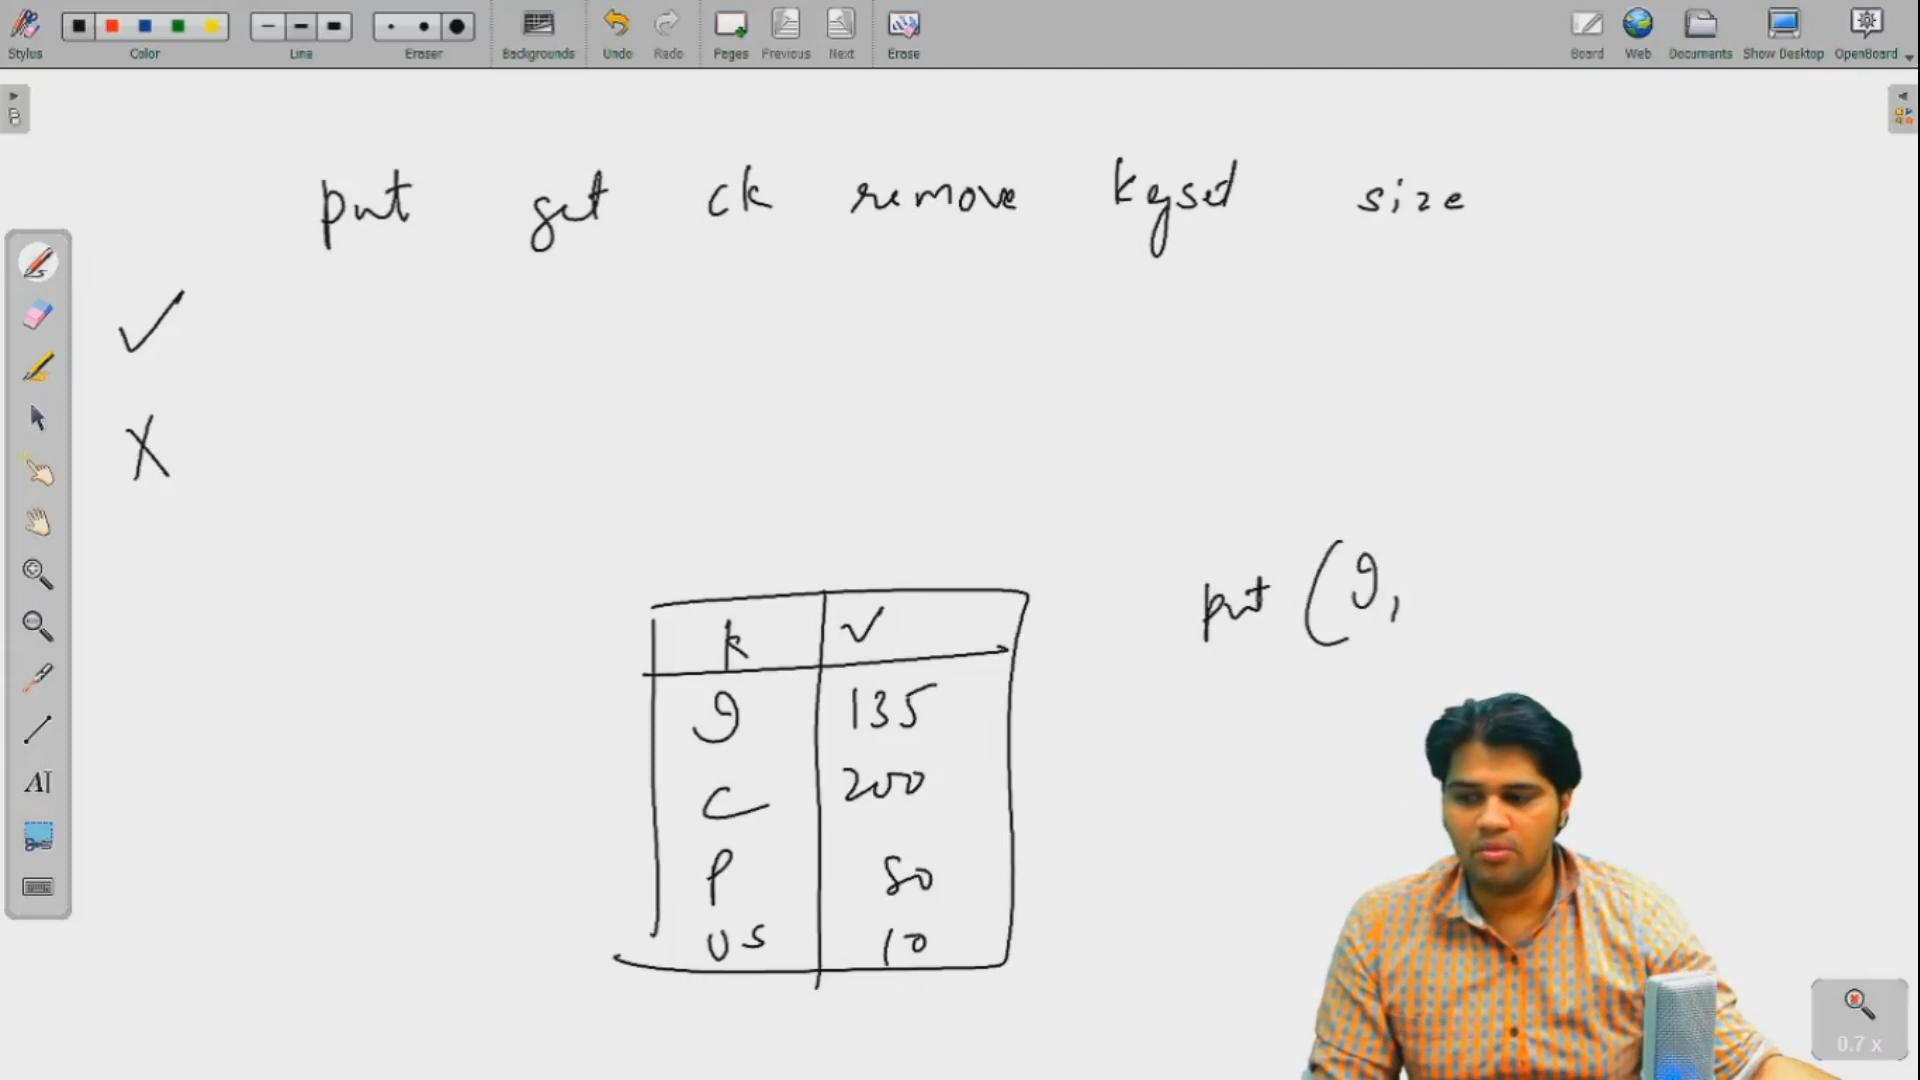 Stylus Color Line Eraser Backgrounds Undo Redo Pages Previous Next Erase Board Web Documents Show Desktop OpenBoard
put get ck remove keyset size
✓
X
put (g,
k v
g 135
C 200
P 80
US 10
0.7 x